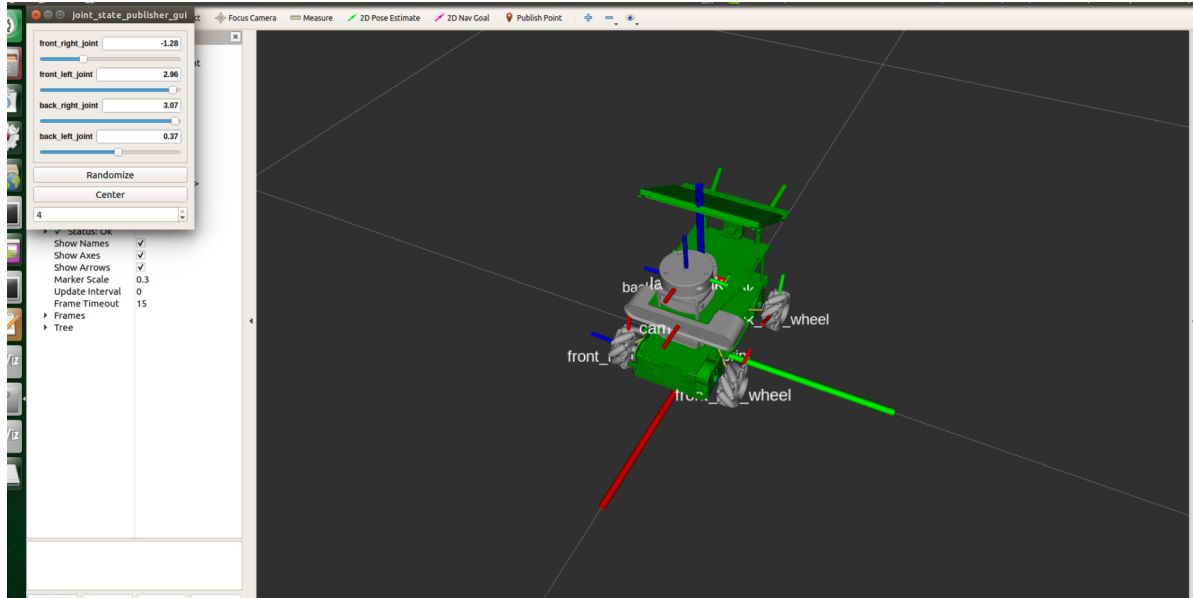 joint_state_publisher_gui
Focus Camera
Measure
2D Pose Estimate
2D Nav Goal
Publish Point
front_right_joint
-1.28
front_left_joint
2.96
back_right_joint
3.07
back_left_joint
0.37
Randomize
Center
4
Status: Ok
Show Names
Show Axes
Show Arrows
Marker Scale
0.3
Update Interval
0
Frame Timeout
15
Frames
Tree
cam
_wheel
front_
_wheel